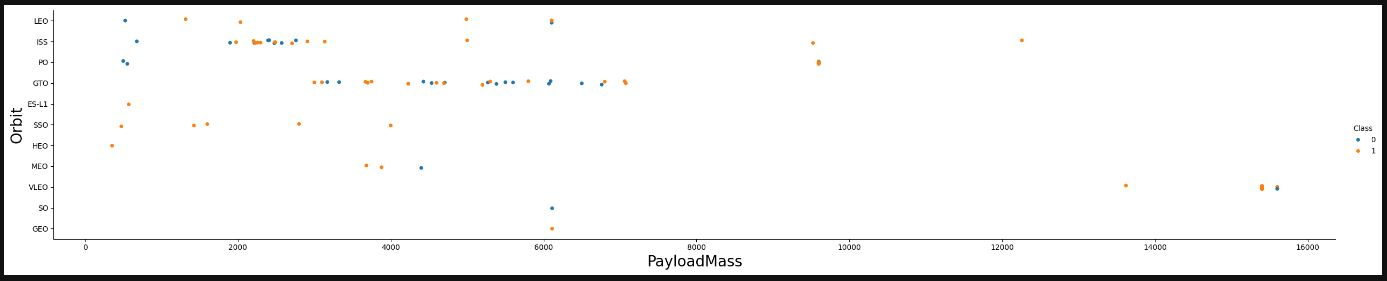 LEO
ISS
PO
GTO
ES-L1
SSO
HEO
MEO
VLEO
SO
GEO
Orbit
0 2000 4000 6000 8000 10000 12000 14000 16000
PayloadMass
Class
0
1